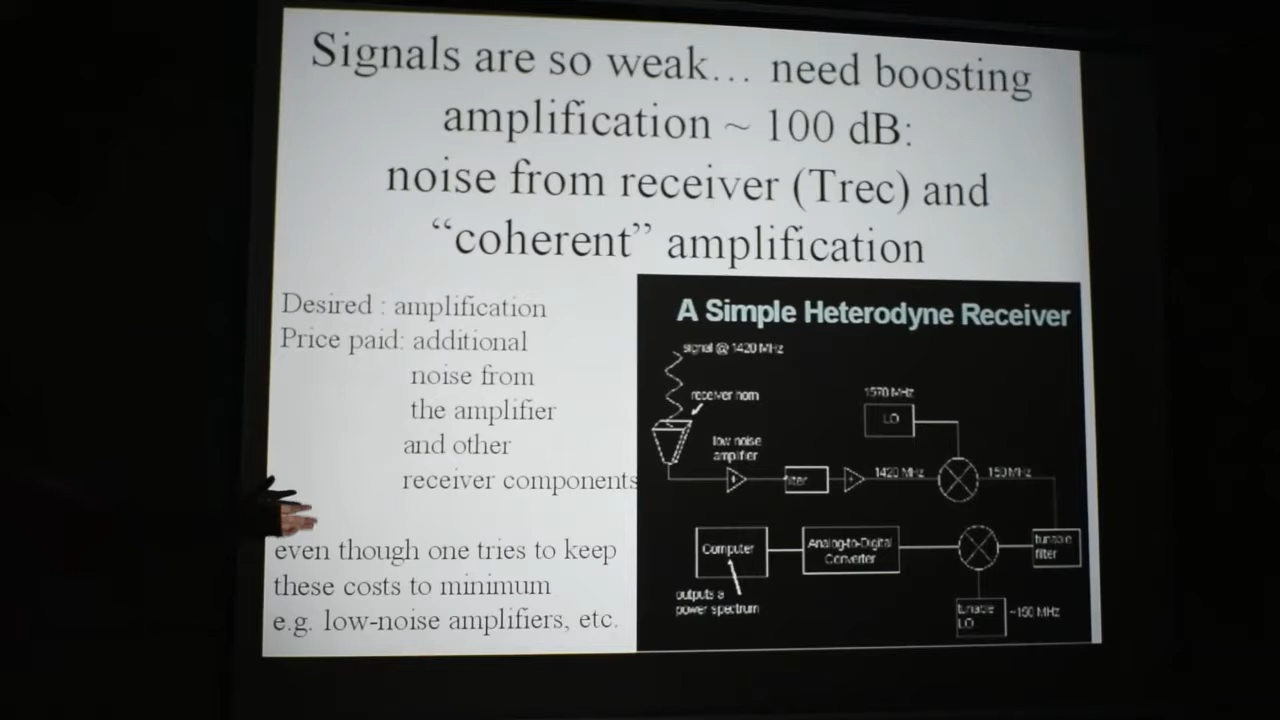 Signals are so weak... need boosting
amplification ~ 100 dB:
noise from receiver (Trec) and
“coherent” amplification
Desired : amplification
Price paid: additional
noise from
the amplifier
and other
receiver components
even though one tries to keep
these costs to minimum
e.g. low-noise amplifiers, etc.
A Simple Heterodyne Receiver
signal @ 1420 MHz
receiver horn
1570 MHz
LO
low noise
amplifier
filter
1420 MHz
150 MHz
Computer
Analog-to-Digital
Converter
tunable
filter
outputs a
power spectrum
tunable
LO
~150 MHz